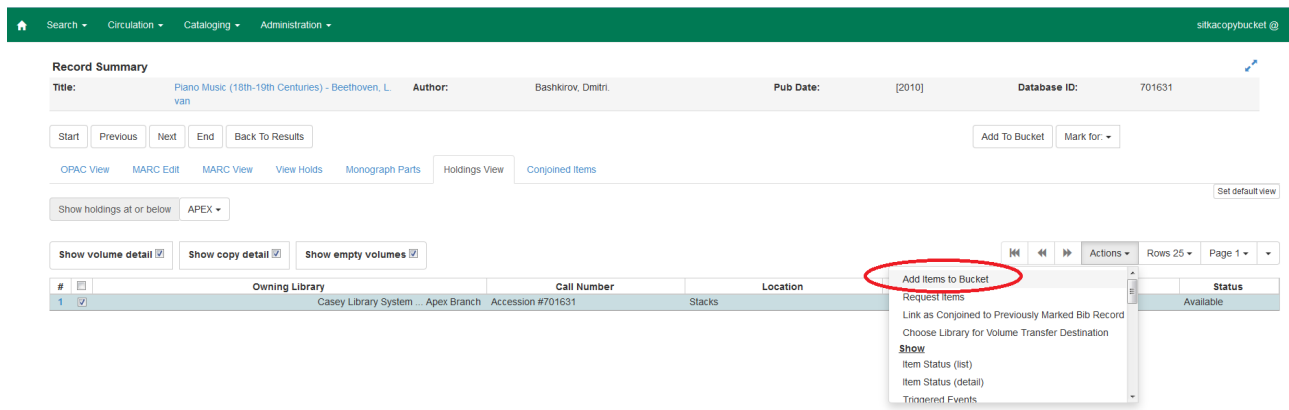 Search Circulation Cataloging Administration sitkacopybucket @
Record Summary
Title: Piano Music (18th-19th Centuries) - Beethoven, L. van Author: Bashkirov, Dmitri. Pub Date: [2010] Database ID: 701631
Start Previous Next End Back To Results Add To Bucket Mark for:
OPAC View MARC Edit MARC View View Holds Monograph Parts Holdings View Conjoined Items
Set default view
Show holdings at or below APEX
Show volume detail Show copy detail Show empty volumes Actions Rows 25 Page 1
# Owning Library Call Number Location Status
1 Casey Library System ... Apex Branch Accession #701631 Stacks Available
Add Items to Bucket
Request Items
Link as Conjoined to Previously Marked Bib Record
Choose Library for Volume Transfer Destination
Show
Item Status (list)
Item Status (detail)
Triggered Events